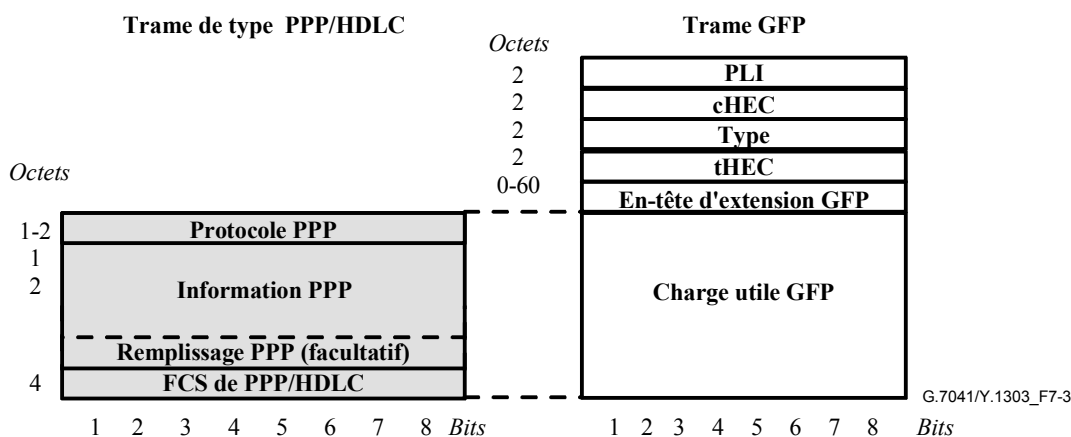 Trame de type PPP/HDLC
Trame GFP
Octets
2 PLI
2 cHEC
2 Type
2 tHEC
0-60 En-tête d'extension GFP
Octets
1-2 Protocole PPP
1
2 Information PPP
Charge utile GFP
Remplissage PPP (facultatif)
4 FCS de PPP/HDLC
G.7041/Y.1303_F7-3
1 2 3 4 5 6 7 8 Bits
1 2 3 4 5 6 7 8 Bits